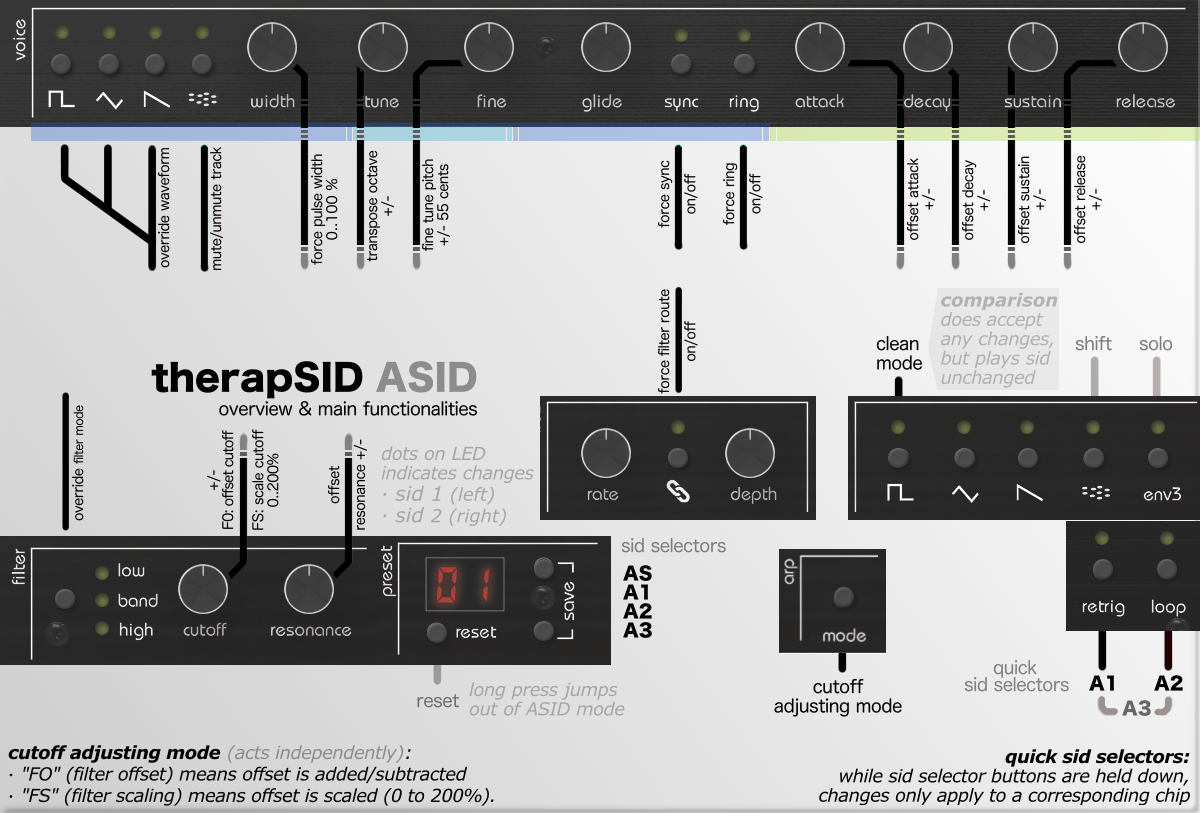 voice
width
tune
fine
glide
sync
ring
attack
decay
sustain
release
override waveform
mute/unmute track
force pulse width
0..100 %
transpose octave
+/-
fine tune pitch
+/- 55 cents
force sync
on/off
force ring
on/off
offset attack
+/-
offset decay
+/-
offset sustain
+/-
offset release
+/-
force filter route
on/off
clean
mode
comparison
does accept
any changes,
but plays sid
unchanged
shift
solo
therapSID ASID
overview & main functionalities
override filter mode
+/-
F0: offset cutoff
FS: scale cutoff
0..200%
offset
resonance +/-
dots on LED
indicates changes
· sid 1 (left)
· sid 2 (right)
rate
depth
env3
filter
low
band
high
cutoff
resonance
preset
01
reset
save
sid selectors
AS
A1
A2
A3
arp
mode
retrig
loop
reset
long press jumps
out of ASID mode
cutoff
adjusting mode
quick
sid selectors
A1
A2
A3
cutoff adjusting mode (acts independently):
· "FO" (filter offset) means offset is added/subtracted
· "FS" (filter scaling) means offset is scaled (0 to 200%).
quick sid selectors:
while sid selector buttons are held down,
changes only apply to a corresponding chip